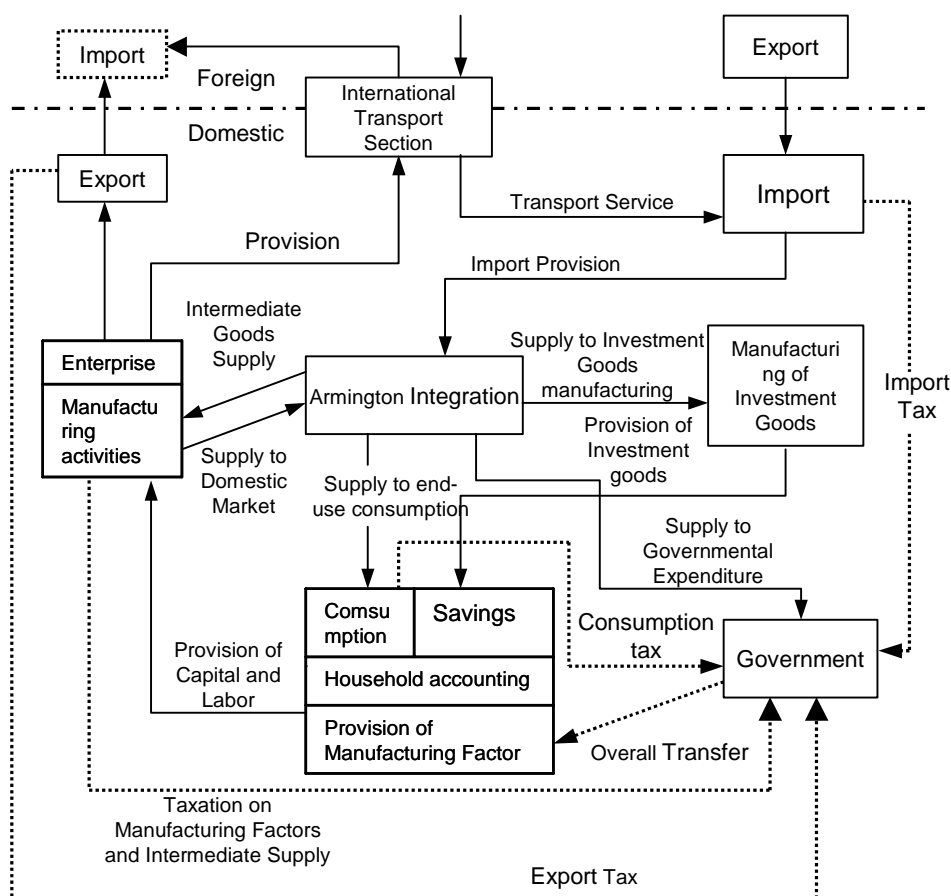 Import
Foreign
Export
International
Transport
Section
Domestic
Export
Import
Transport Service
Provision
Import Provision
Intermediate
Goods
Supply
Supply to Investment
Goods
manufacturing
Manufacturi
ng of
Investment
Goods
Import
Tax
Enterprise
Manufactu
ring
activities
Armington Integration
Provision of
Investment
goods
Supply to
Domestic
Market
Supply to end-
use consumption
Supply to
Governmental
Expenditure
Comsu
mption
Savings
Consumption
tax
Government
Provision of
Capital and
Labor
Household accounting
Provision of
Manufacturing Factor
Overall Transfer
Taxation on
Manufacturing Factors
and Intermediate Supply
Export Tax